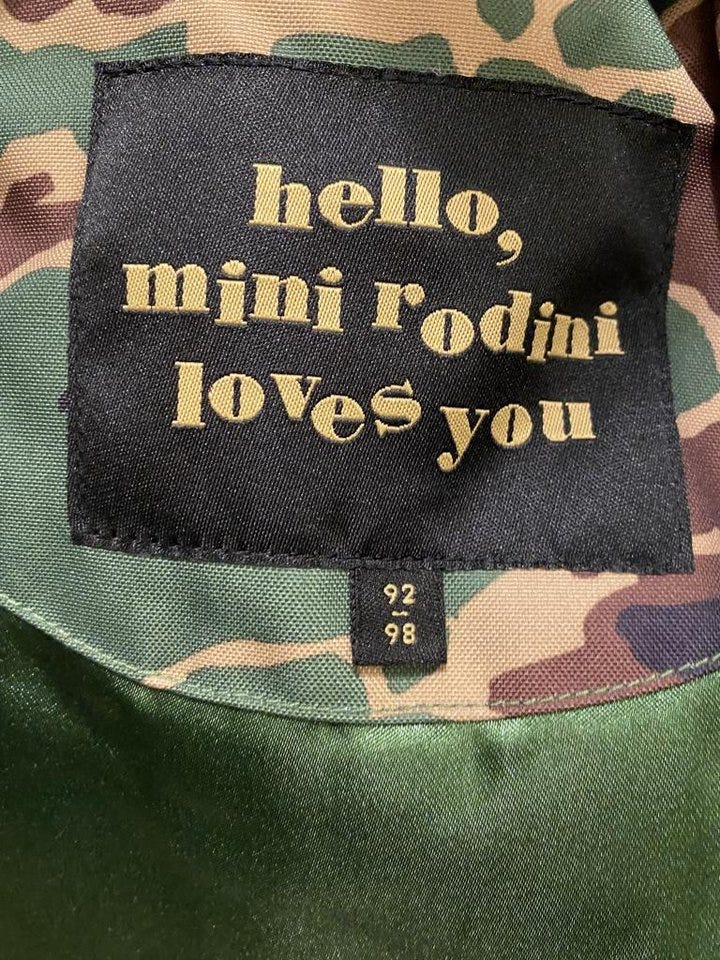 hello,
mini rodini
loves you
92
–
98